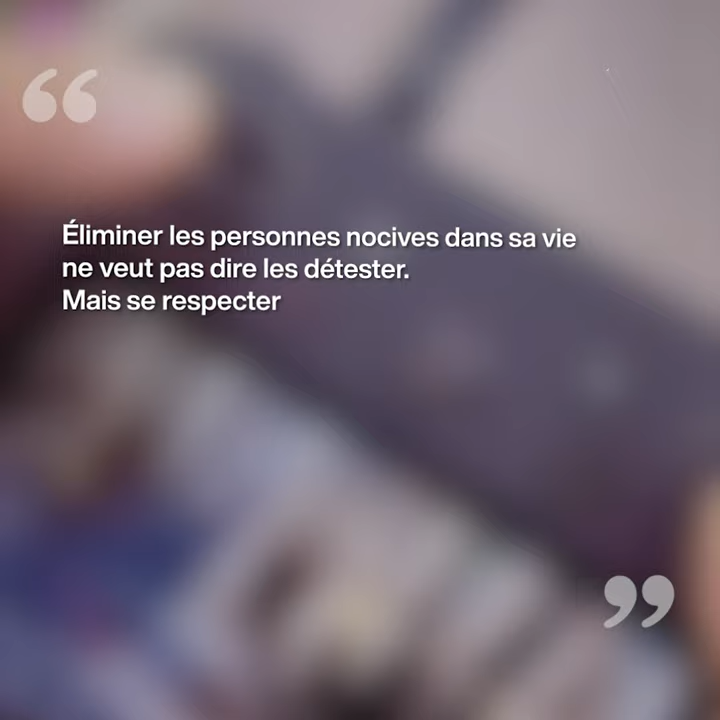 “
Éliminer les personnes nocives dans sa vie
ne veut pas dire les détester.
Mais se respecter
”